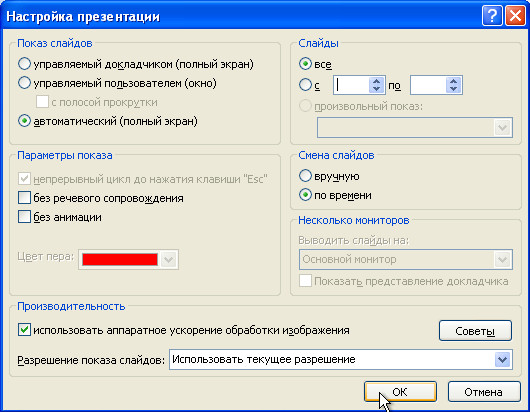 Настройка презентации
Показ слайдов
управляемый докладчиком (полный экран)
управляемый пользователем (окно)
с полосой прокрутки
автоматический (полный экран)
Слайды
все
с по
произвольный показ:
Параметры показа
непрерывный цикл до нажатия клавиши "Esc"
без речевого сопровождения
без анимации
Цвет пера:
Смена слайдов
вручную
по времени
Несколько мониторов
Выводить слайды на:
Основной монитор
Показать представление докладчика
Производительность
использовать аппаратное ускорение обработки изображения
Советы
Разрешение показа слайдов: Использовать текущее разрешение
ОК Отмена